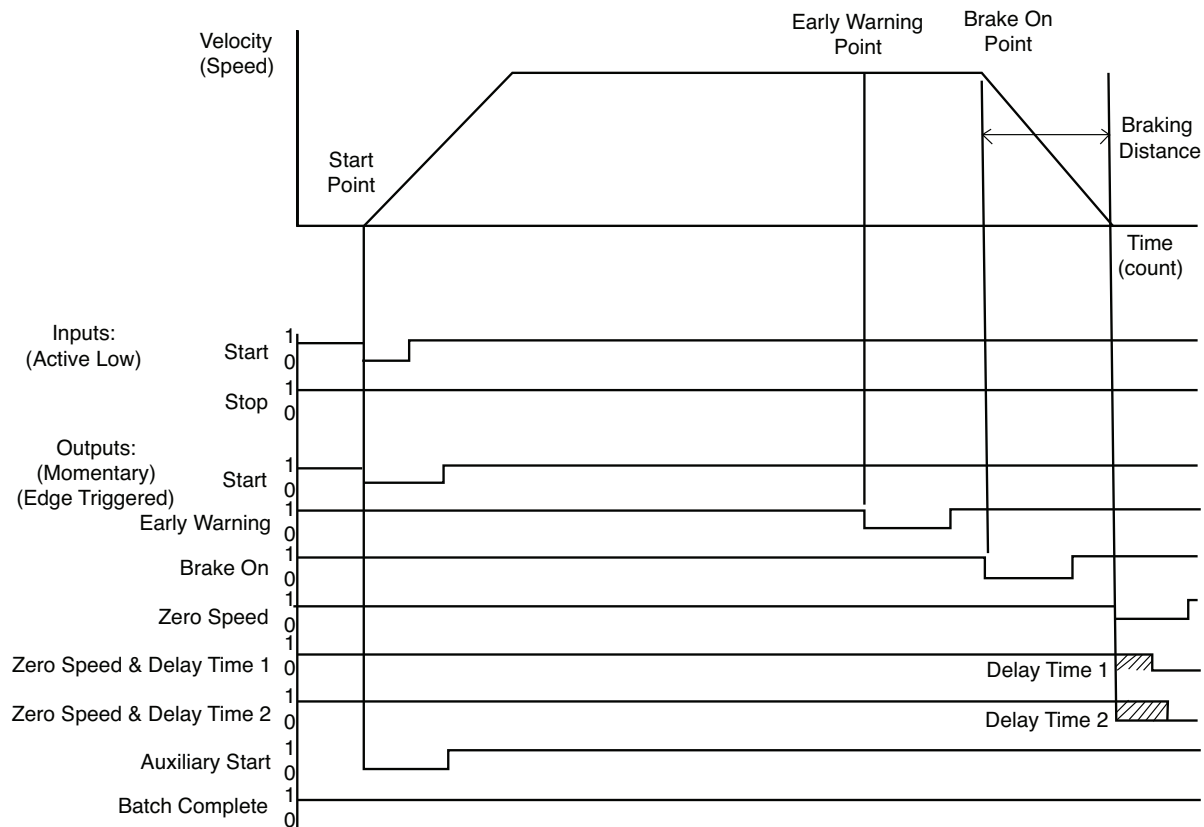 Velocity
(Speed)
Early Warning
Point
Brake On
Point
Start
Point
Braking
Distance
Time
(count)
Inputs:
(Active Low)
Start
1
0
Stop
1
0
Outputs:
(Momentary)
(Edge Triggered)
Start
1
0
Early Warning
1
0
Brake On
1
0
Zero Speed
1
0
Zero Speed & Delay Time 1
1
0
Delay Time 1
Zero Speed & Delay Time 2
1
0
Delay Time 2
Auxiliary Start
1
0
Batch Complete
1
0